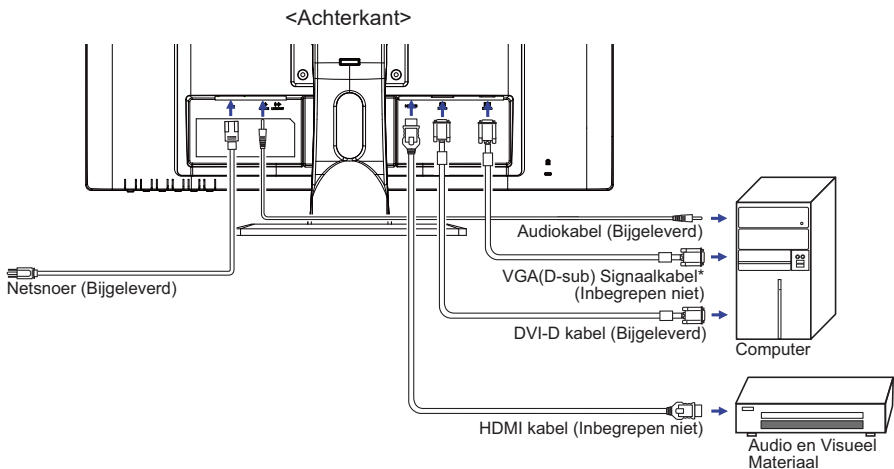 <Achterkant>
Audiokabel (Bijgeleverd)
Netsnoer (Bijgeleverd)
VGA(D-sub) Signaalkabel*
(Inbegrepen niet)
DVI-D kabel (Bijgeleverd)
Computer
HDMI kabel (Inbegrepen niet)
Audio en Visueel
Materiaal